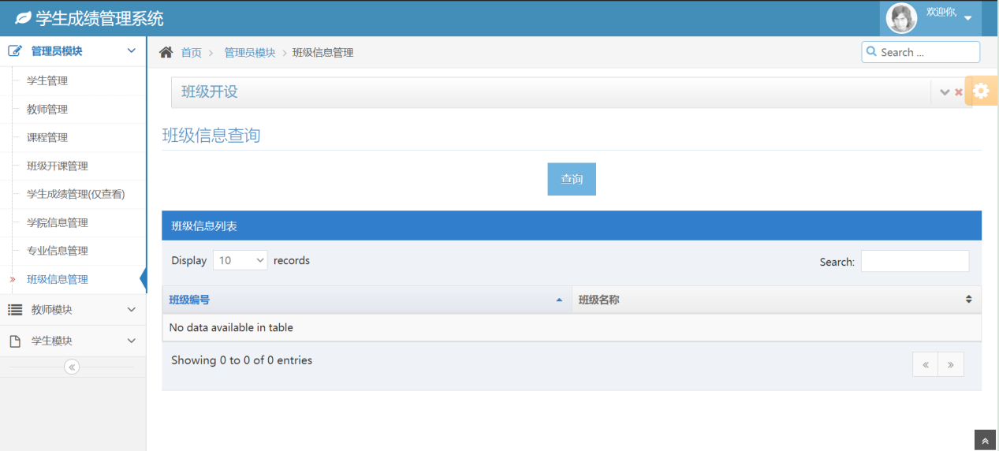 学生成绩管理系统
欢迎你,
管理员模块
首页 管理员模块 班级信息管理
Search ...
学生管理
教师管理
课程管理
班级开课管理
学生成绩管理(仅查看)
学院信息管理
专业信息管理
班级信息管理
教师模块
学生模块
班级开设
班级信息查询
查询
班级信息列表
Display 10 records
Search:
班级编号 班级名称
No data available in table
Showing 0 to 0 of 0 entries